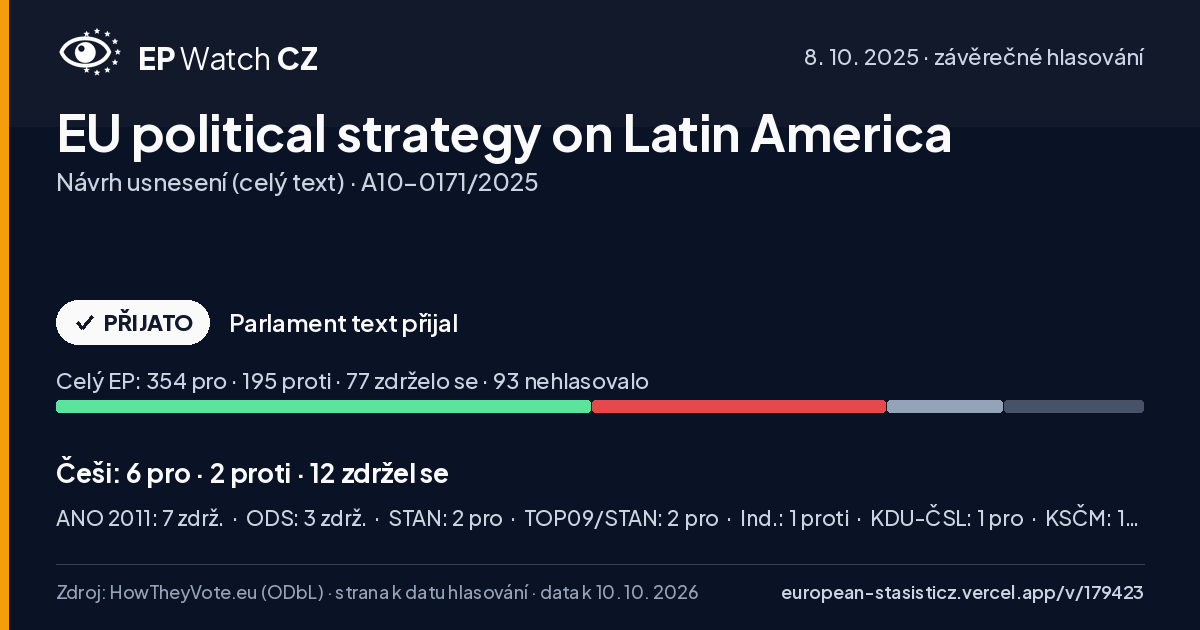 EP Watch CZ
8. 10. 2025 · závěrečné hlasování
EU political strategy on Latin America
Návrh usnesení (celý text) · A10-0171/2025
✓ PŘIJATO Parlament text přijal
Celý EP: 354 pro · 195 proti · 77 zdrželo se · 93 nehlasovalo
Češi: 6 pro · 2 proti · 12 zdržel se
ANO 2011: 7 zdrž. · ODS: 3 zdrž. · STAN: 2 pro · TOP09/STAN: 2 pro · Ind.: 1 proti · KDU-ČSL: 1 pro · KSČM: 1…
Zdroj: HowTheyVote.eu (ODbL) · strana k datu hlasování · data k 10. 10. 2026
european-stasisticz.vercel.app/v/179423